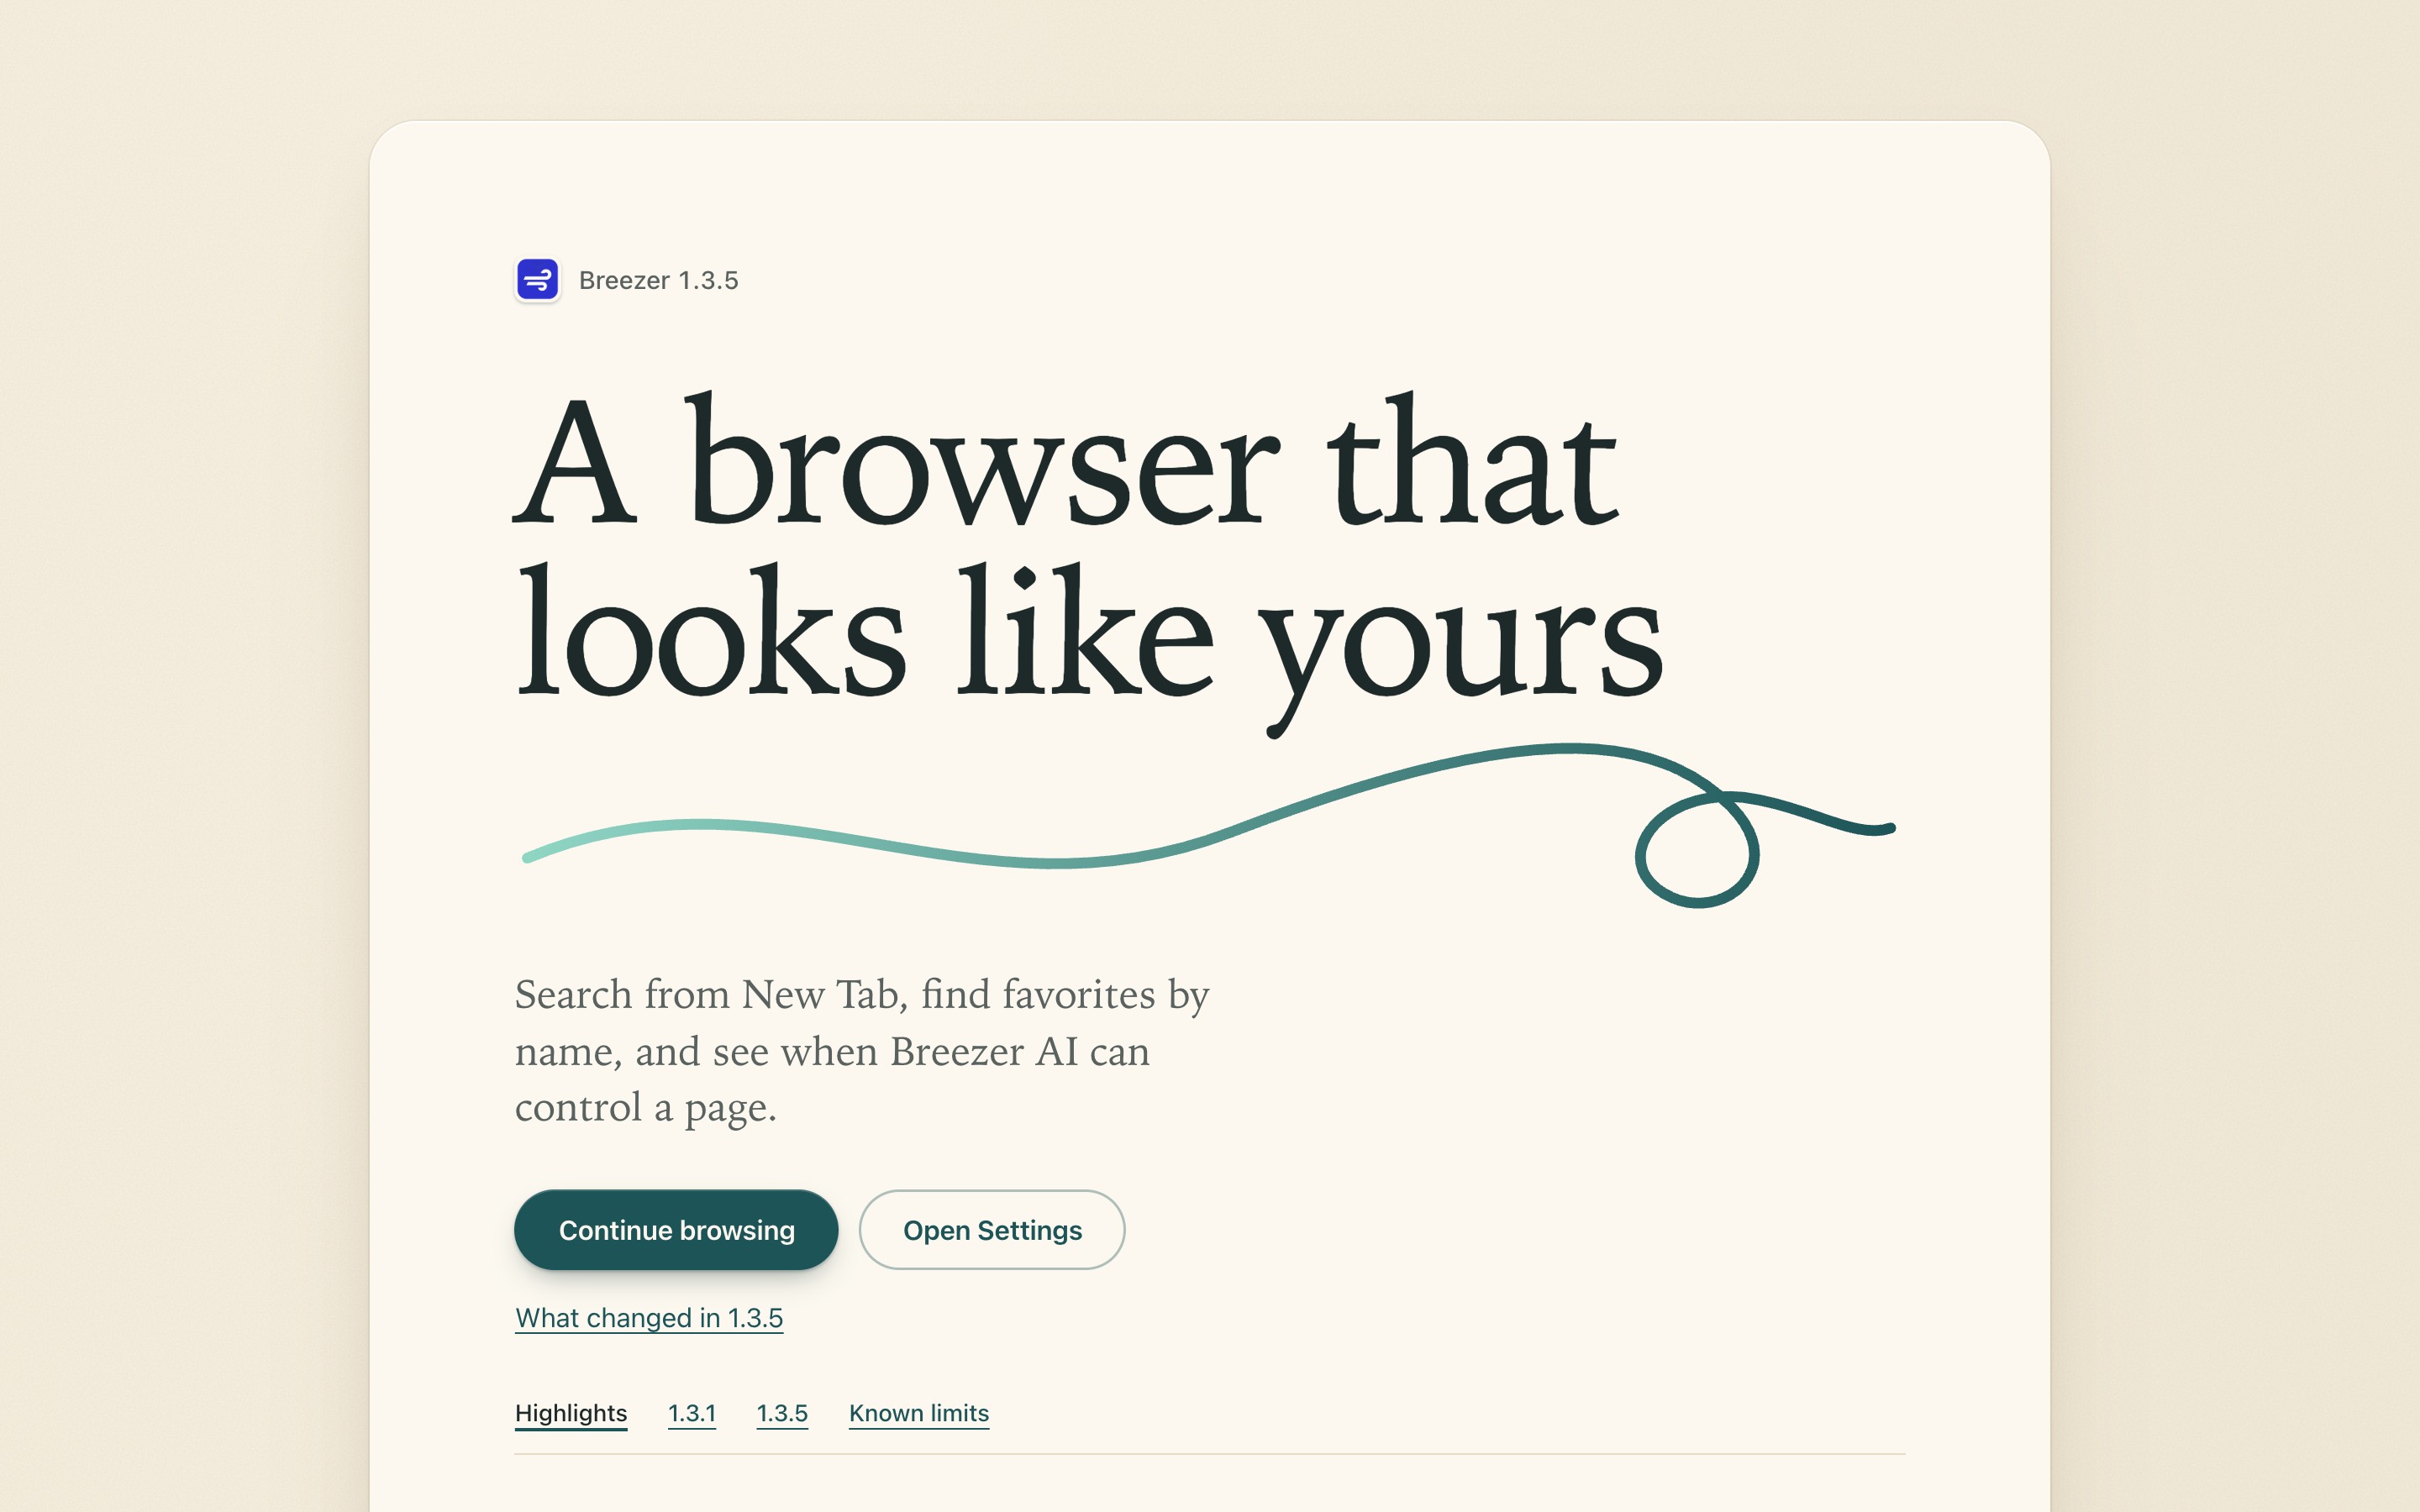 Breezer 1.3.5
A browser that
looks like yours
Search from New Tab, find favorites by
name, and see when Breezer AI can
control a page.
Continue browsing
Open Settings
What changed in 1.3.5
Highlights 1.3.1 1.3.5 Known limits